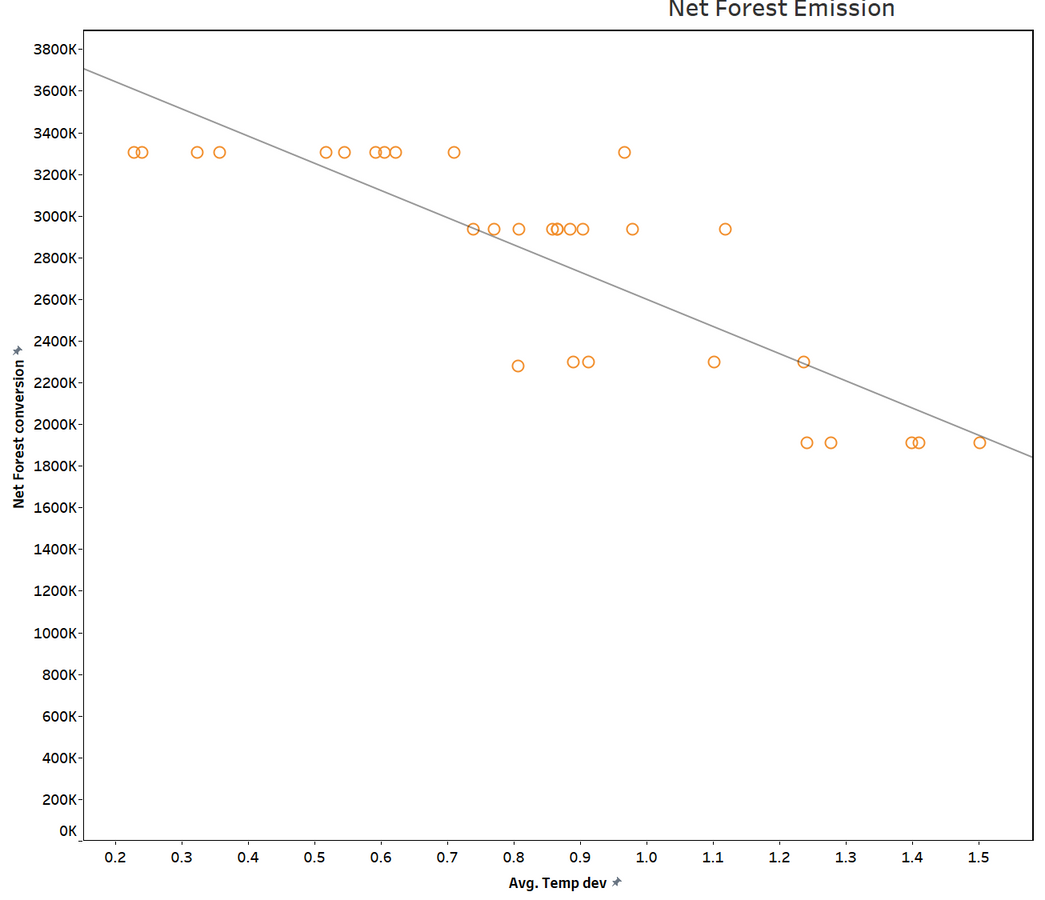 Net Forest Emission
3800K
3600K
3400K
3200K
3000K
2800K
2600K
2400K
2200K
2000K
1800K
1600K
1400K
1200K
1000K
800K
600K
400K
200K
0K
Net Forest conversion
0.2 0.3 0.4 0.5 0.6 0.7 0.8 0.9 1.0 1.1 1.2 1.3 1.4 1.5
Avg. Temp dev